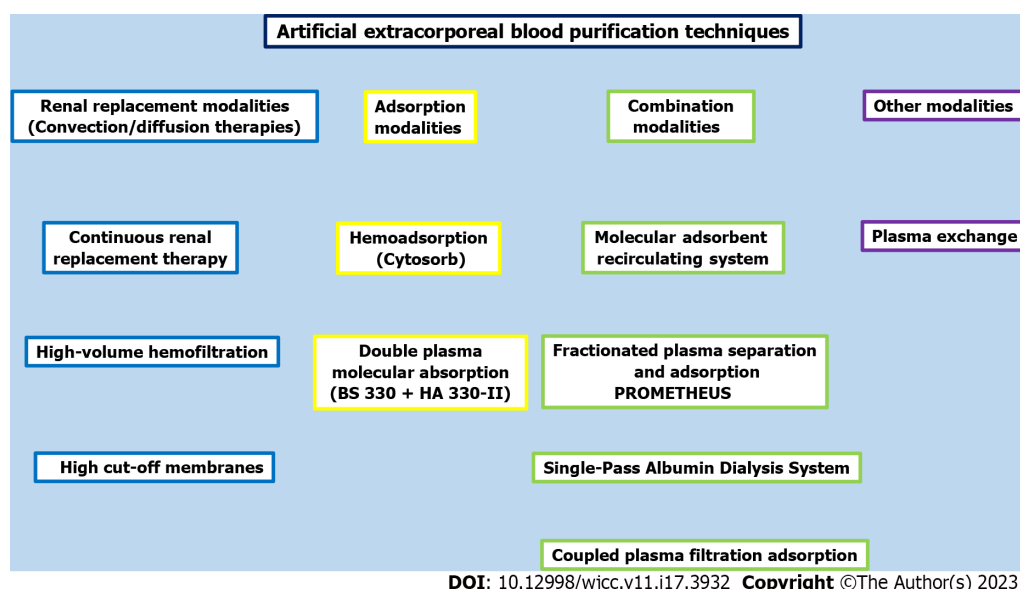 Artificial extracorporeal blood purification techniques
Renal replacement modalities
(Convection/diffusion therapies)
Adsorption
modalities
Combination
modalities
Other modalities
Continuous renal
replacement therapy
Hemoadsorption
(Cytosorb)
Molecular adsorbent
recirculating system
Plasma exchange
High-volume hemofiltration
Double plasma
molecular absorption
(BS 330 + HA 330-II)
Fractionated plasma separation
and adsorption
PROMETHEUS
High cut-off membranes
Single-Pass Albumin Dialysis System
Coupled plasma filtration adsorption
DOI: 10.12998/wjcc.v11.i17.3932 Copyright ©The Author(s) 2023